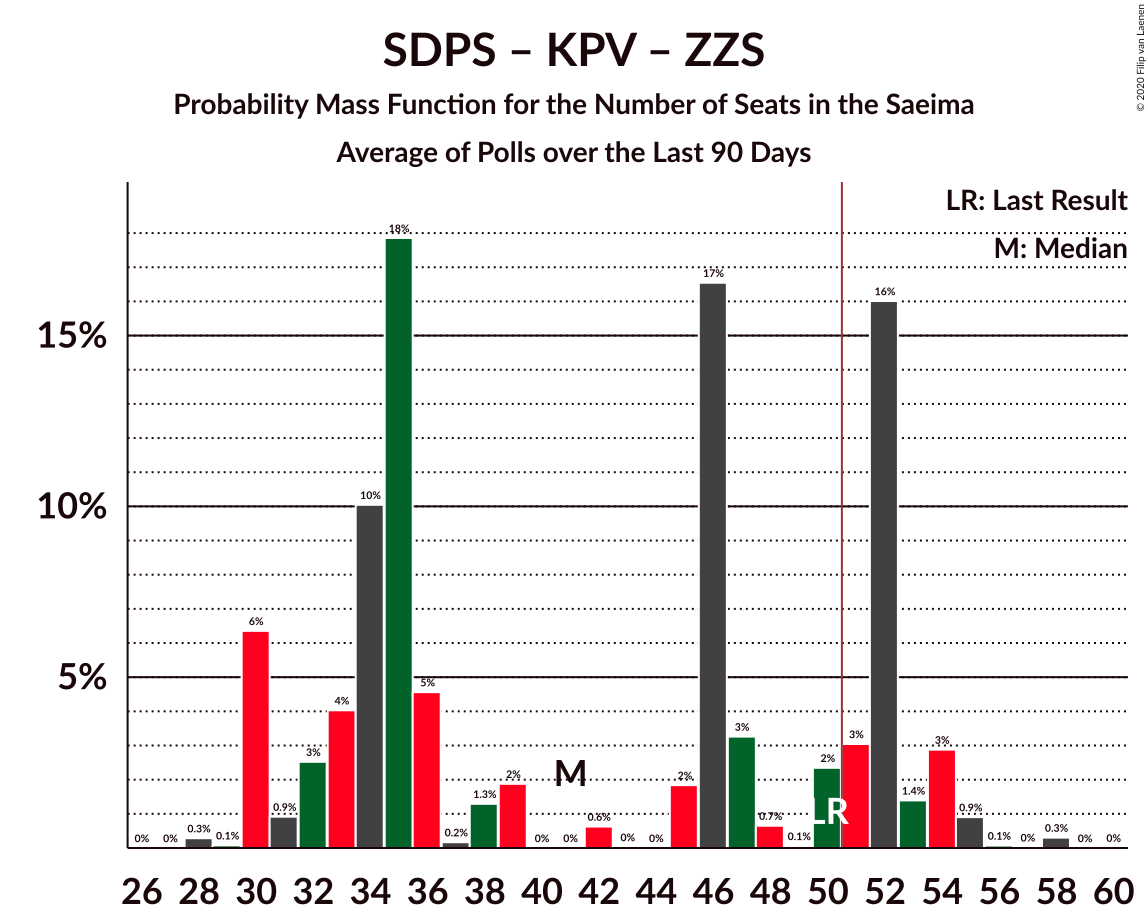 © 2020 Filip van Laenen
SDPS – KPV – ZZS
Probability Mass Function for the Number of Seats in the Saeima
Average of Polls over the Last 90 Days
LR: Last Result
M: Median
15%
10%
5%
0% 0% 0.3% 0.1% 6% 0.9% 3% 4% 10% 18% 5% 0.2% 1.3% 2% 0% 0% 0.6% 0% 0% 2% 17% 3% 0.7% 0.1% 2% 3% 16% 1.4% 3% 0.9% 0.1% 0% 0.3% 0% 0%
M
LR
26 28 30 32 34 36 38 40 42 44 46 48 50 52 54 56 58 60